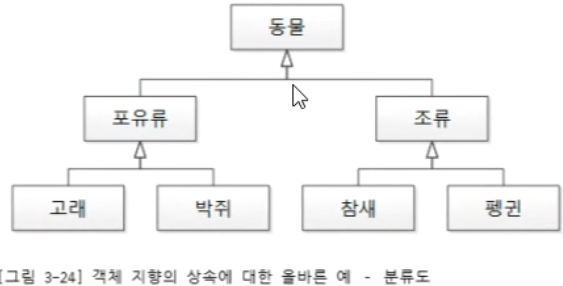 동물
포유류 조류
고래 박쥐 참새 펭귄
[그림 3-24] 객체 지향의 상속에 대한 올바른 예 - 분류도